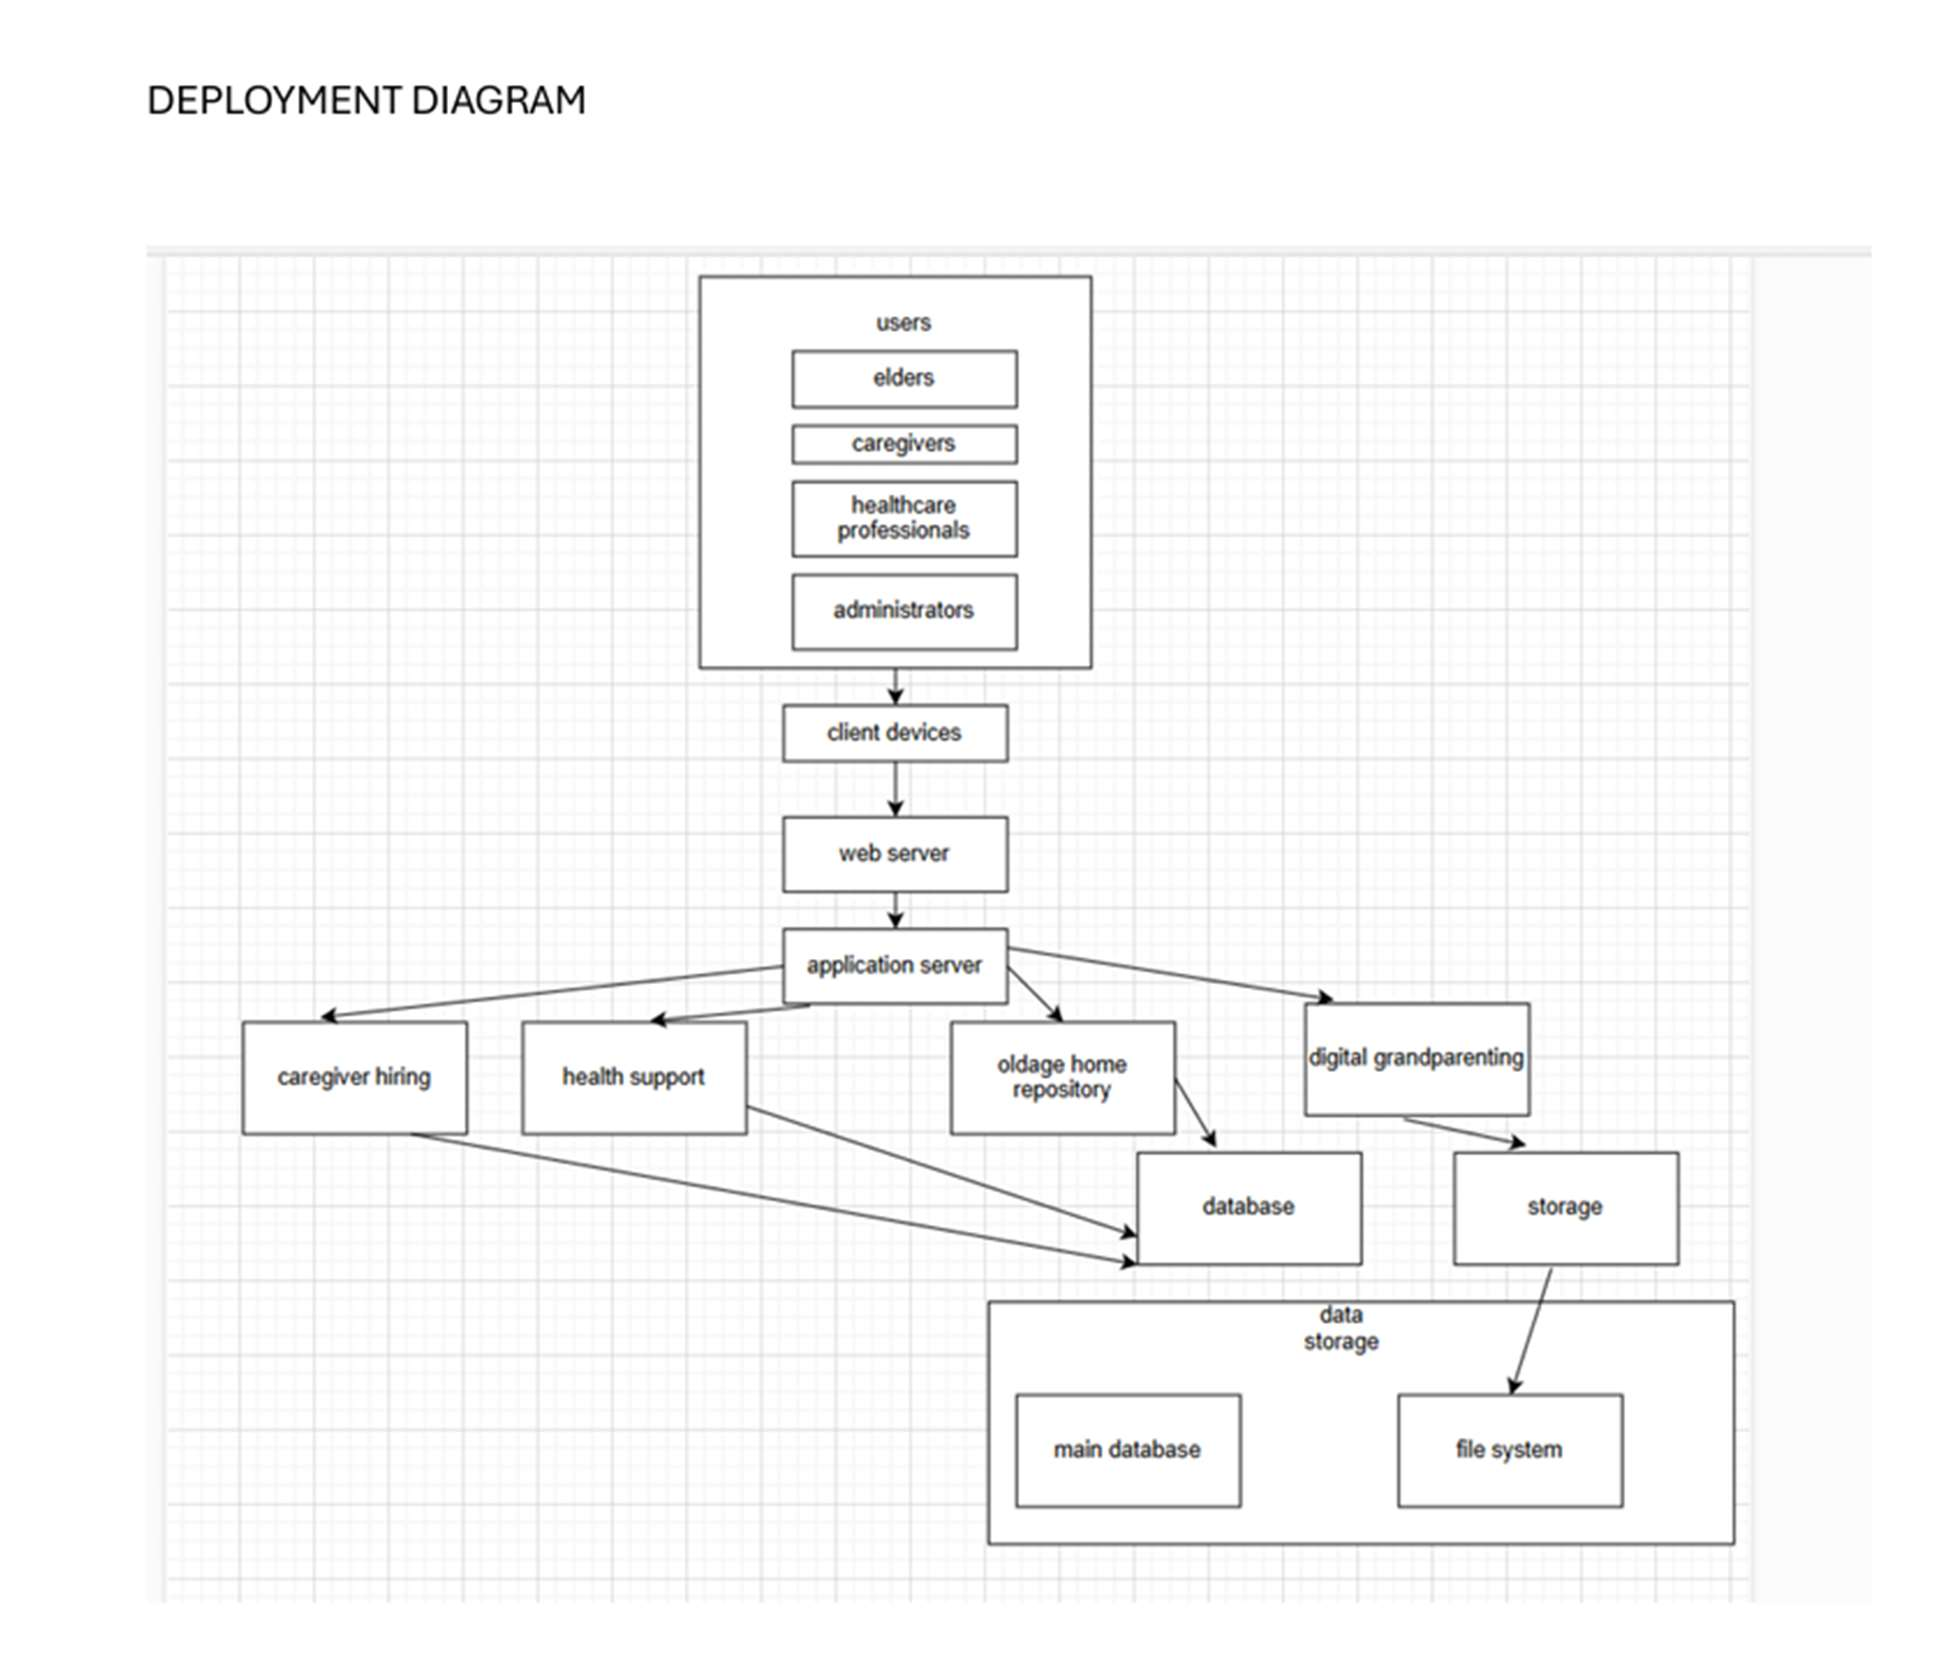 DEPLOYMENT DIAGRAM
users
elders
caregivers
healthcare
professionals
administrators
client devices
web server
application server
caregiver hiring
health support
oldage home
repository
digital grandparenting
database
storage
data
storage
main database
file system